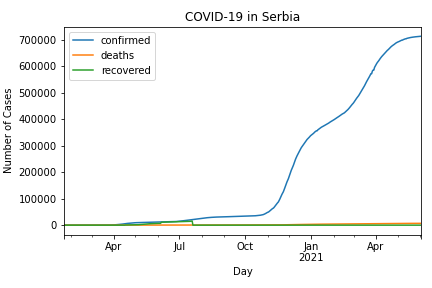 COVID-19 in Serbia
confirmed
deaths
recovered
Number of Cases
700000
600000
500000
400000
300000
200000
100000
0
Apr
Jul
Oct
Jan
2021
Apr
Day